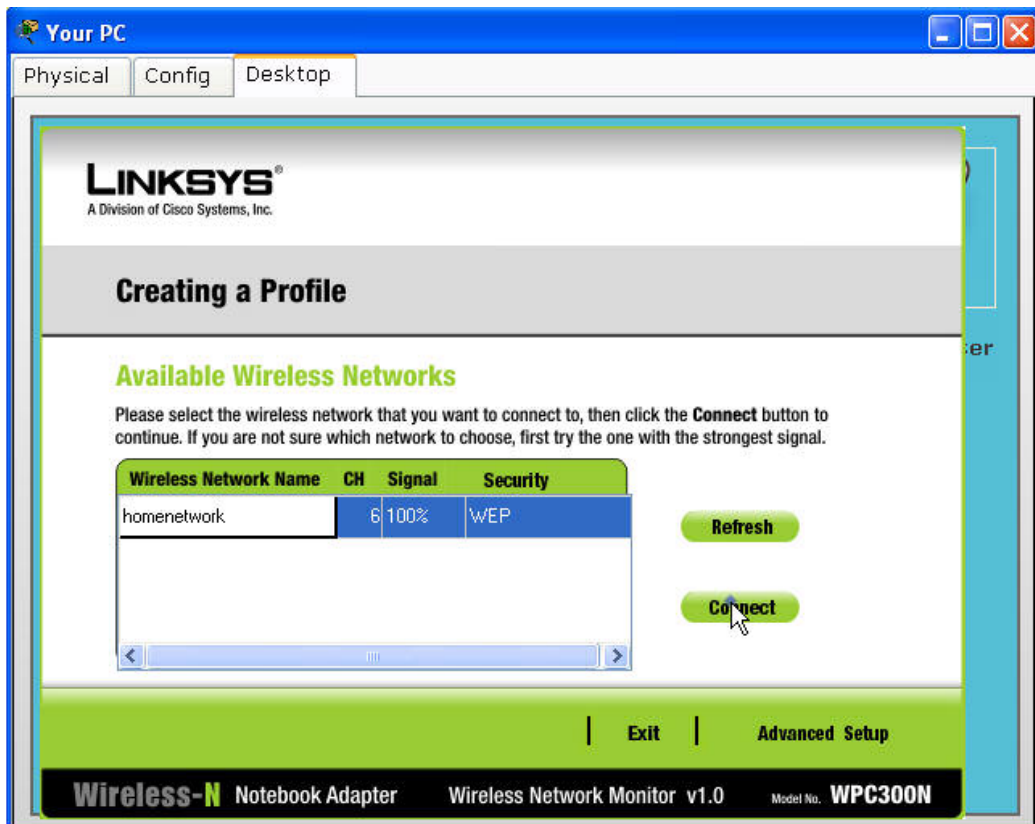 Your PC
Physical Config Desktop
LINKSYS®
A Division of Cisco Systems, Inc.
Creating a Profile
Available Wireless Networks
Please select the wireless network that you want to connect to, then click the Connect button to
continue. If you are not sure which network to choose, first try the one with the strongest signal.
Wireless Network Name CH Signal Security
homenetwork 6 100% WEP
Refresh
Connect
Exit Advanced Setup
Wireless-N Notebook Adapter Wireless Network Monitor v1.0 Model No. WPC300N